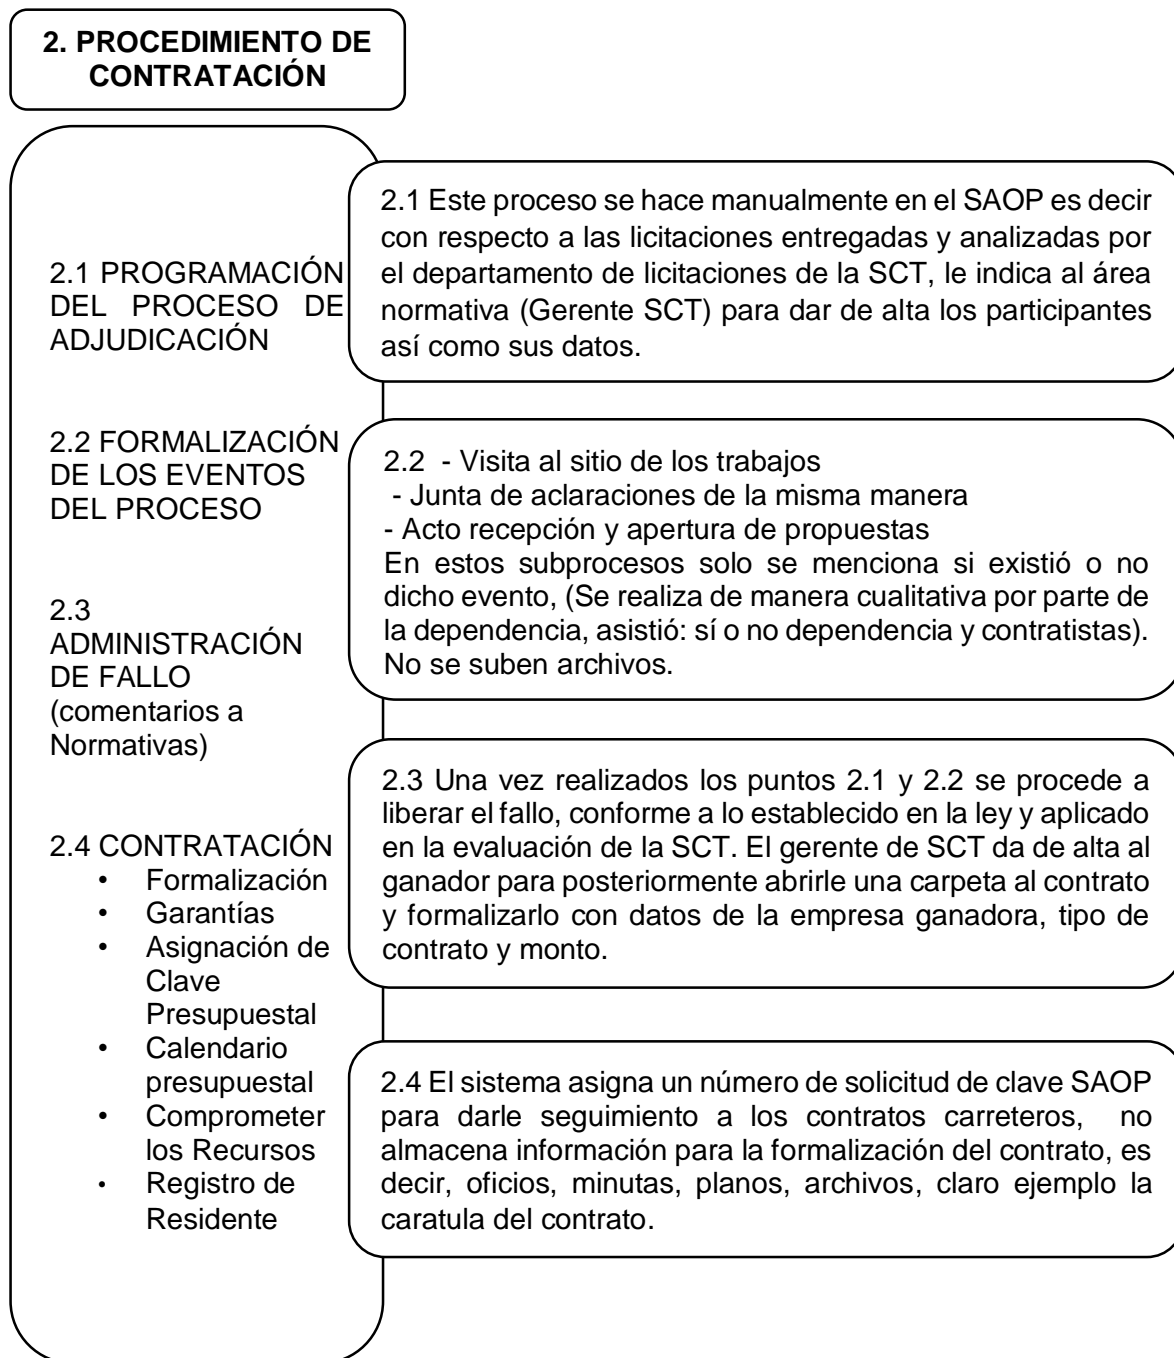 2. PROCEDIMIENTO DE
CONTRATACIÓN
2.1 PROGRAMACIÓN
DEL PROCESO DE
ADJUDICACIÓN
2.2 FORMALIZACIÓN
DE LOS EVENTOS
DEL PROCESO
2.3
ADMINISTRACIÓN
DE FALLO
(comentarios a
Normativas)
2.4 CONTRATACIÓN
• Formalización
• Garantías
• Asignación de
Clave
Presupuestal
• Calendario
presupuestal
• Comprometer
los Recursos
• Registro de
Residente
2.1 Este proceso se hace manualmente en el SAOP es decir
con respecto a las licitaciones entregadas y analizadas por
el departamento de licitaciones de la SCT, le indica al área
normativa (Gerente SCT) para dar de alta los participantes
así como sus datos.
2.2 - Visita al sitio de los trabajos
- Junta de aclaraciones de la misma manera
- Acto recepción y apertura de propuestas
En estos subprocesos solo se menciona si existió o no
dicho evento, (Se realiza de manera cualitativa por parte de
la dependencia, asistió: sí o no dependencia y contratistas).
No se suben archivos.
2.3 Una vez realizados los puntos 2.1 y 2.2 se procede a
liberar el fallo, conforme a lo establecido en la ley y aplicado
en la evaluación de la SCT. El gerente de SCT da de alta al
ganador para posteriormente abrirle una carpeta al contrato
y formalizarlo con datos de la empresa ganadora, tipo de
contrato y monto.
2.4 El sistema asigna un número de solicitud de clave SAOP
para darle seguimiento a los contratos carreteros, no
almacena información para la formalización del contrato, es
decir, oficios, minutas, planos, archivos, claro ejemplo la
caratula del contrato.